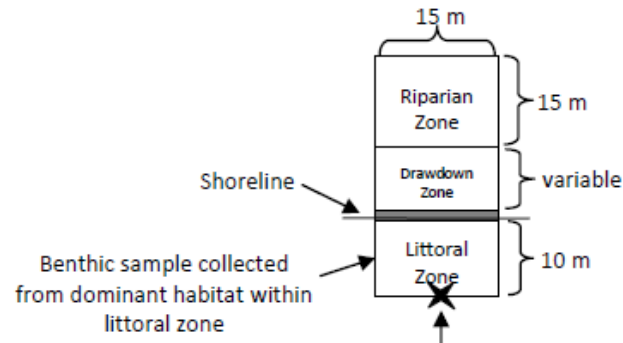 15 m
Riparian
Zone
15 m
Drawdown
Zone
variable
Shoreline
Littoral
Zone
10 m
Benthic sample collected
from dominant habitat within
littoral zone